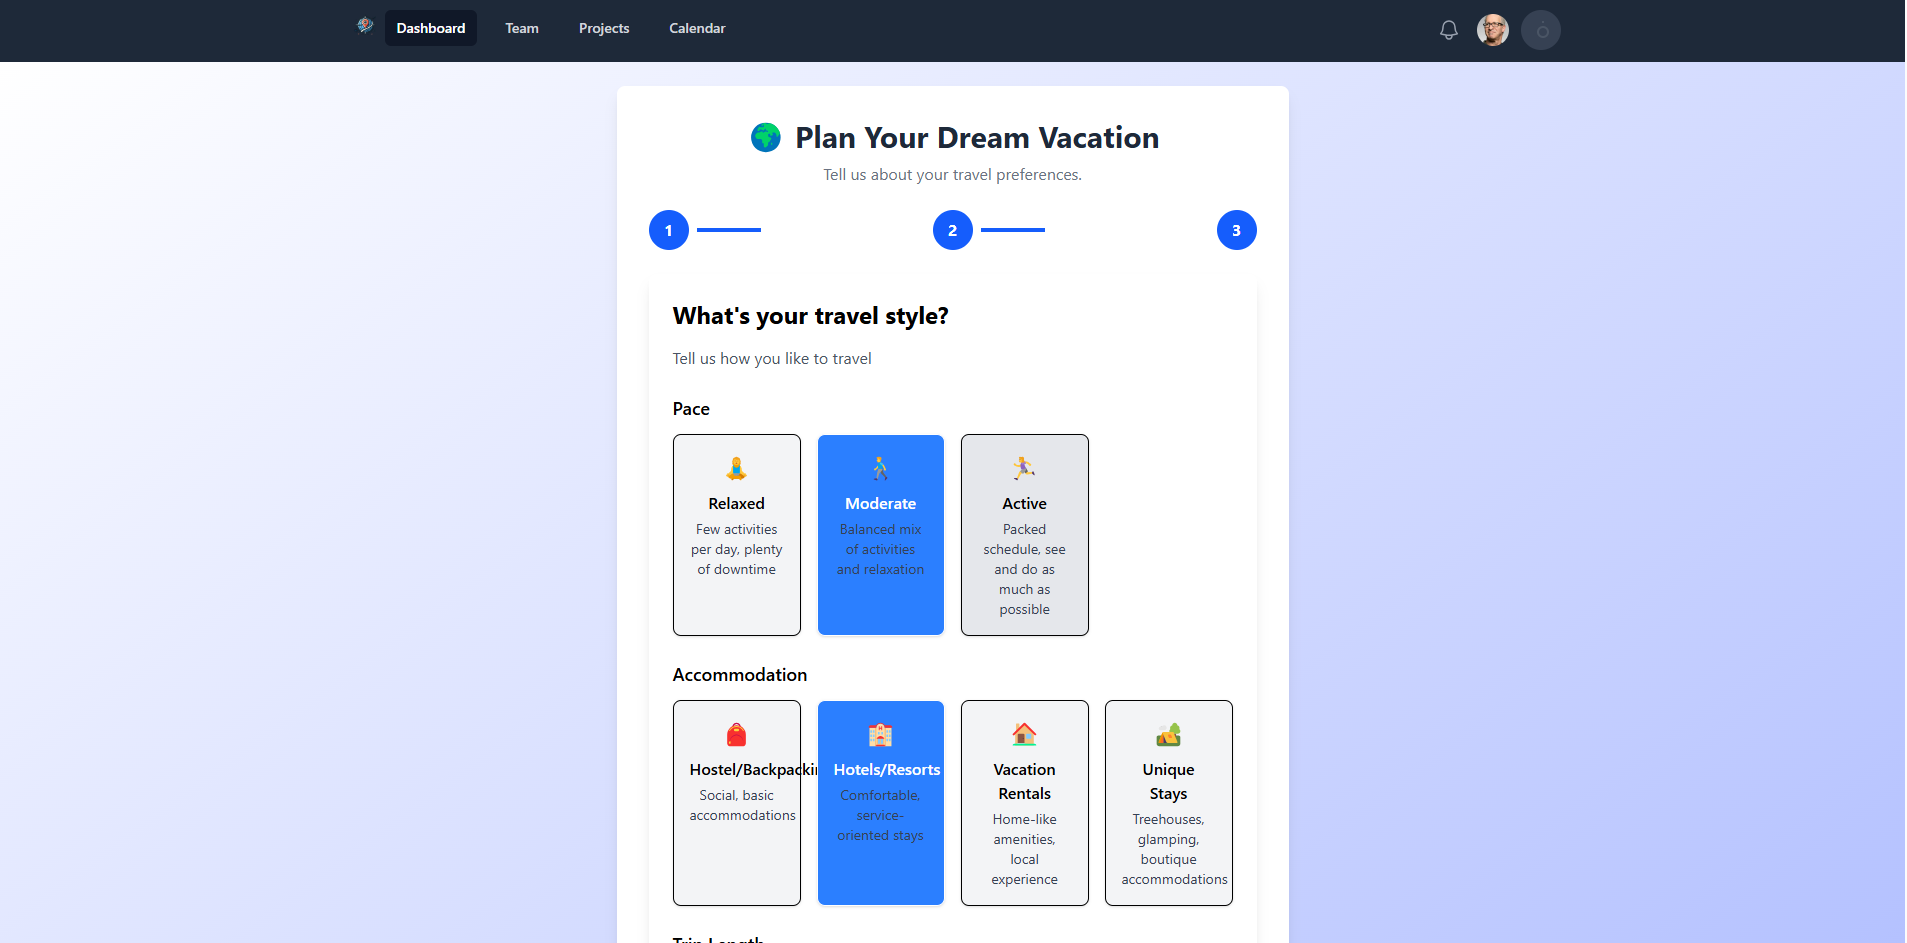 Dashboard Team Projects Calendar
Plan Your Dream Vacation
Tell us about your travel preferences.
1 2 3
What's your travel style?
Tell us how you like to travel
Pace
Relaxed
Few activities
per day, plenty
of downtime
Moderate
Balanced mix
of activities
and relaxation
Active
Packed
schedule, see
and do as
much as
possible
Accommodation
Hostel/Backpackin
Social, basic
accommodations
Hotels/Resorts
Comfortable,
service-
oriented stays
Vacation
Rentals
Home-like
amenities,
local
experience
Unique
Stays
Treehouses,
glamping,
boutique
accommodations
Trip Length